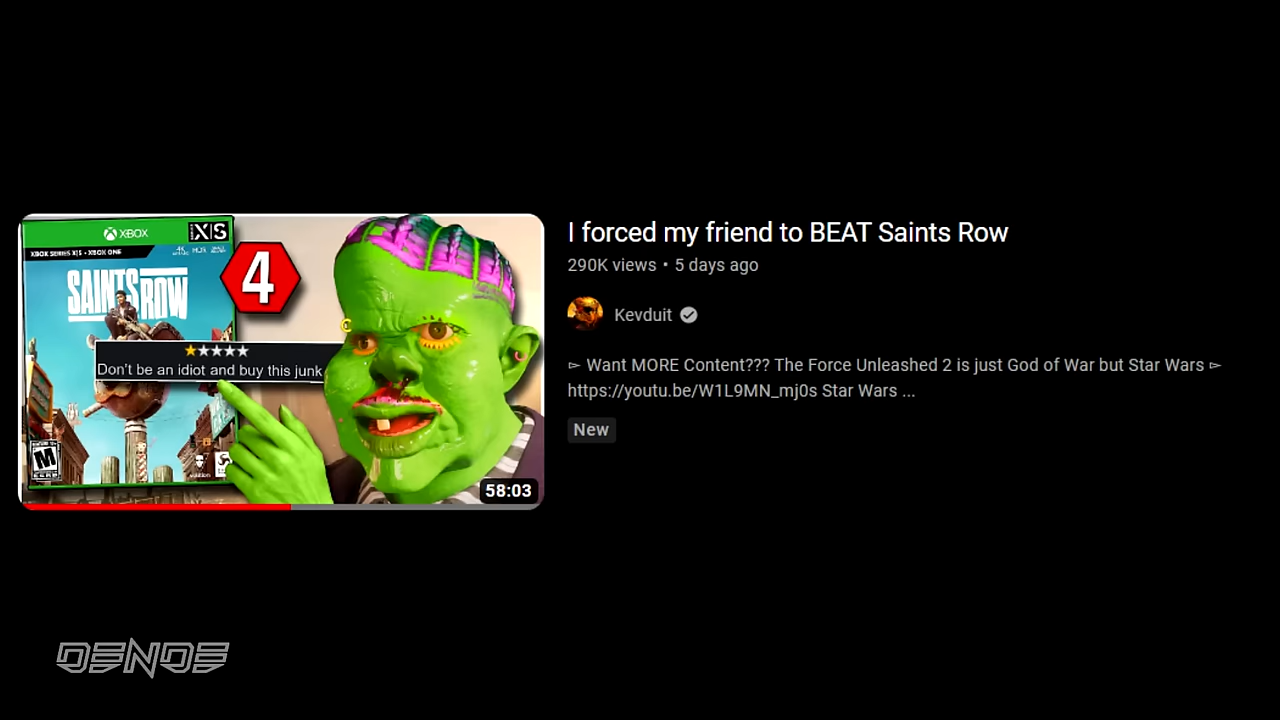 XBOX
X|S
XBOX SERIES X|S • XBOX ONE
SAINTS ROW
4
Don't be an idiot and buy this junk
M
58:03
I forced my friend to BEAT Saints Row
290K views • 5 days ago
Kevduit
▻ Want MORE Content??? The Force Unleashed 2 is just God of War but Star Wars ▻
https://youtu.be/W1L9MN_mj0s Star Wars ...
New
DENDE